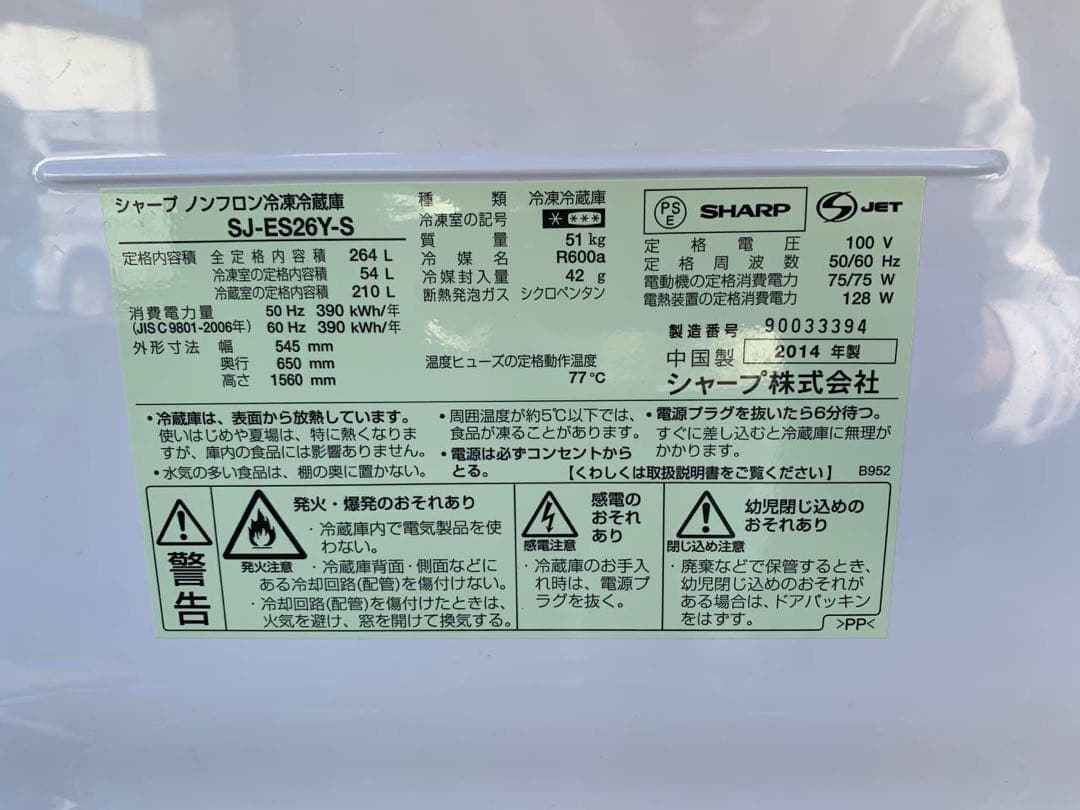 シャープ ノンフロン冷凍冷蔵庫
SJ-ES26Y-S
定格内容積 全定格内容積 264 L
冷凍室の定格内容積 54 L
冷蔵室の定格内容積 210 L
消費電力量 50 Hz 390 kWh/年
(JIS C 9801-2006年) 60 Hz 390 kWh/年
外形寸法 幅 545 mm
奥行 650 mm
高さ 1560 mm
種類 冷凍冷蔵庫
冷凍室の記号 * ***
質量 51 kg
冷媒名 R600a
冷媒封入量 42 g
断熱発泡ガス シクロペンタン
温度ヒューズの定格動作温度
77 ℃
PS
E
SHARP
S JET
定格電圧 100 V
定格周波数 50/60 Hz
電動機の定格消費電力 75/75 W
電熱装置の定格消費電力 128 W
製造番号 90033394
中国製 2014 年製
シャープ株式会社
・冷蔵庫は、表面から放熱しています。
使いはじめや夏場は、特に熱くなりま
すが、庫内の食品には影響ありません。
・水気の多い食品は、棚の奥に置かない。
・周囲温度が約5℃以下では、
食品が凍ることがあります。
・電源は必ずコンセントから
とる。
・電源プラグを抜いたら6分待つ。
すぐに差し込むと冷蔵庫に無理が
かかります。
【くわしくは取扱説明書をご覧ください】 B952
警告
発火注意
発火・爆発のおそれあり
・冷蔵庫内で電気製品を使
わない。
・冷蔵庫背面・側面などに
ある冷却回路(配管)を傷付けない。
・冷却回路(配管)を傷付けたときは、
火気を避け、窓を開けて換気する。
感電注意
感電の
おそれ
あり
・冷蔵庫のお手入
れ時は、電源プ
ラグを抜く。
閉じ込め注意
幼児閉じ込めの
おそれあり
・廃棄などで保管するとき、
幼児閉じ込めのおそれが
ある場合は、ドアパッキン
をはずす。
>PP<